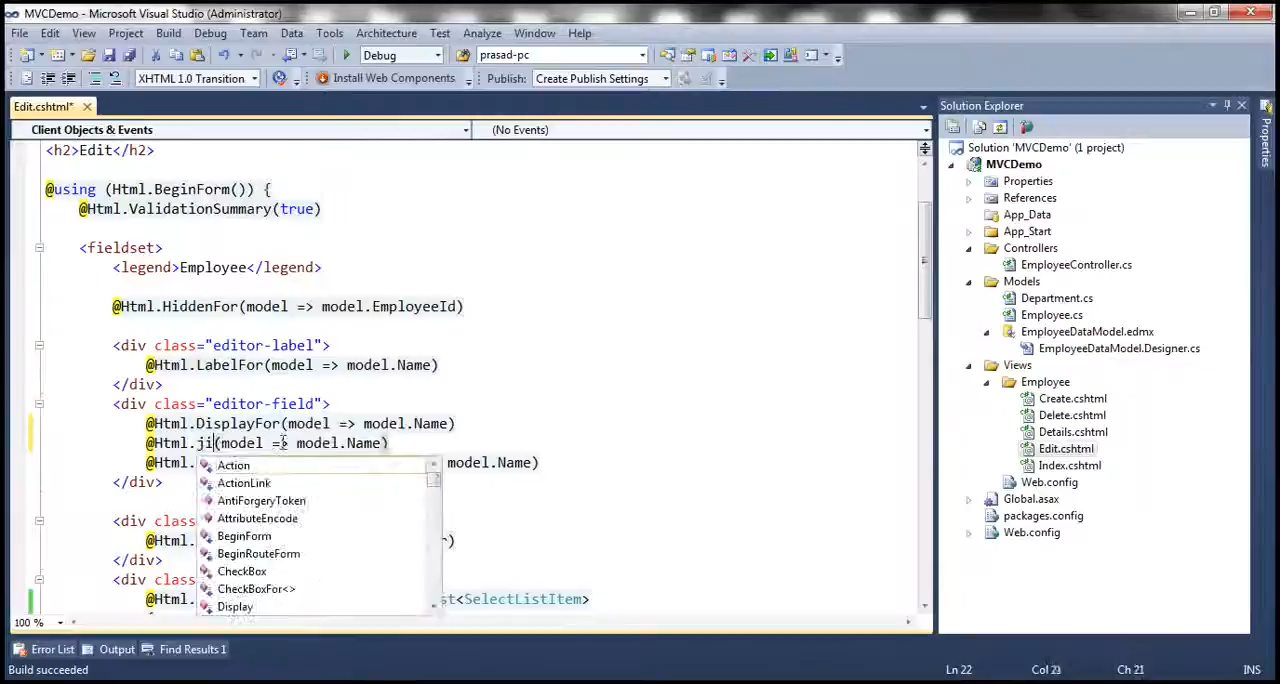 MVCDemo - Microsoft Visual Studio (Administrator)
File Edit View Project Build Debug Team Data Tools Architecture Test Analyze Window Help
Debug prasad-pc
XHTML 1.0 Transition Install Web Components Publish: Create Publish Settings
Edit.cshtml*
Client Objects & Events (No Events)
<h2>Edit</h2>
@using (Html.BeginForm()) {
@Html.ValidationSummary(true)
<fieldset>
<legend>Employee</legend>
@Html.HiddenFor(model => model.EmployeeId)
<div class="editor-label">
@Html.LabelFor(model => model.Name)
</div>
<div class="editor-field">
@Html.DisplayFor(model => model.Name)
@Html.ji(model => model.Name)
@Html. model.Name)
</div>
<div class
@Html. r)
</div>
<div class
@Html. st<SelectListItem>
Action
ActionLink
AntiForgeryToken
AttributeEncode
BeginForm
BeginRouteForm
CheckBox
CheckBoxFor<>
Display
100 %
Solution Explorer
Solution 'MVCDemo' (1 project)
MVCDemo
Properties
References
App_Data
App_Start
Controllers
EmployeeController.cs
Models
Department.cs
Employee.cs
EmployeeDataModel.edmx
EmployeeDataModel.Designer.cs
Views
Employee
Create.cshtml
Delete.cshtml
Details.cshtml
Edit.cshtml
Index.cshtml
Web.config
Global.asax
packages.config
Web.config
Properties
Error List Output Find Results 1
Build succeeded Ln 22 Col 23 Ch 21 INS